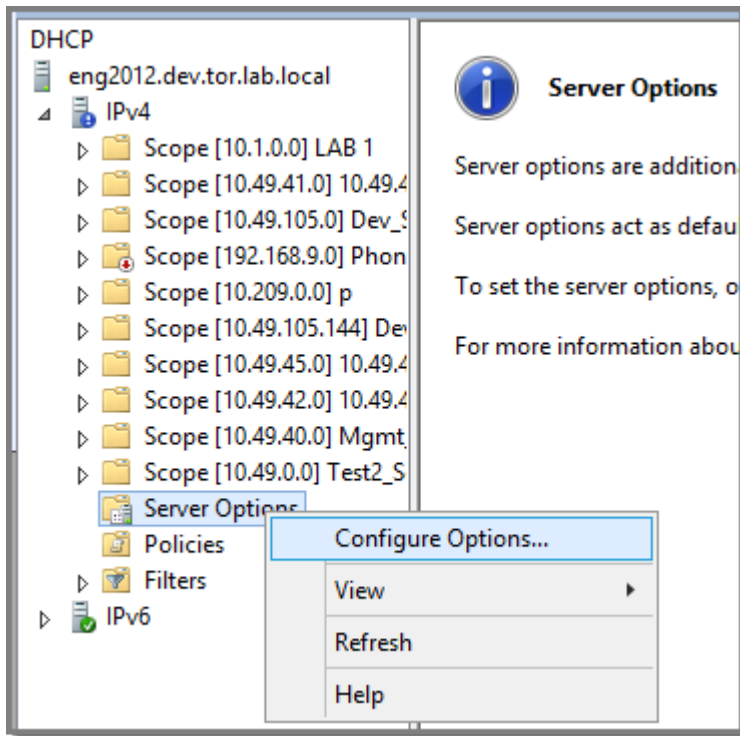 DHCP
eng2012.dev.tor.lab.local
IPv4
Scope [10.1.0.0] LAB 1
Scope [10.49.41.0] 10.49.4
Scope [10.49.105.0] Dev_S
Scope [192.168.9.0] Phon
Scope [10.209.0.0] p
Scope [10.49.105.144] Dev
Scope [10.49.45.0] 10.49.4
Scope [10.49.42.0] 10.49.4
Scope [10.49.40.0] Mgmt_
Scope [10.49.0.0] Test2_S
Server Options
Policies
Filters
IPv6
Server Options
Server options are addition
Server options act as defau
To set the server options, o
For more information abou
Configure Options...
View
Refresh
Help